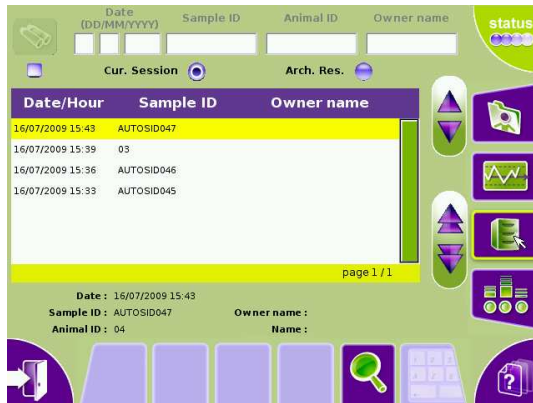 Date
(DD/MM/YYYY) Sample ID Animal ID Owner name
status
Cur. Session Arch. Res.
Date/Hour Sample ID Owner name
16/07/2009 15:43 AUTOSID047
16/07/2009 15:39 03
16/07/2009 15:36 AUTOSID046
16/07/2009 15:33 AUTOSID045
page 1 / 1
Date : 16/07/2009 15:43
Sample ID : AUTOSID047 Owner name :
Animal ID : 04 Name :
?